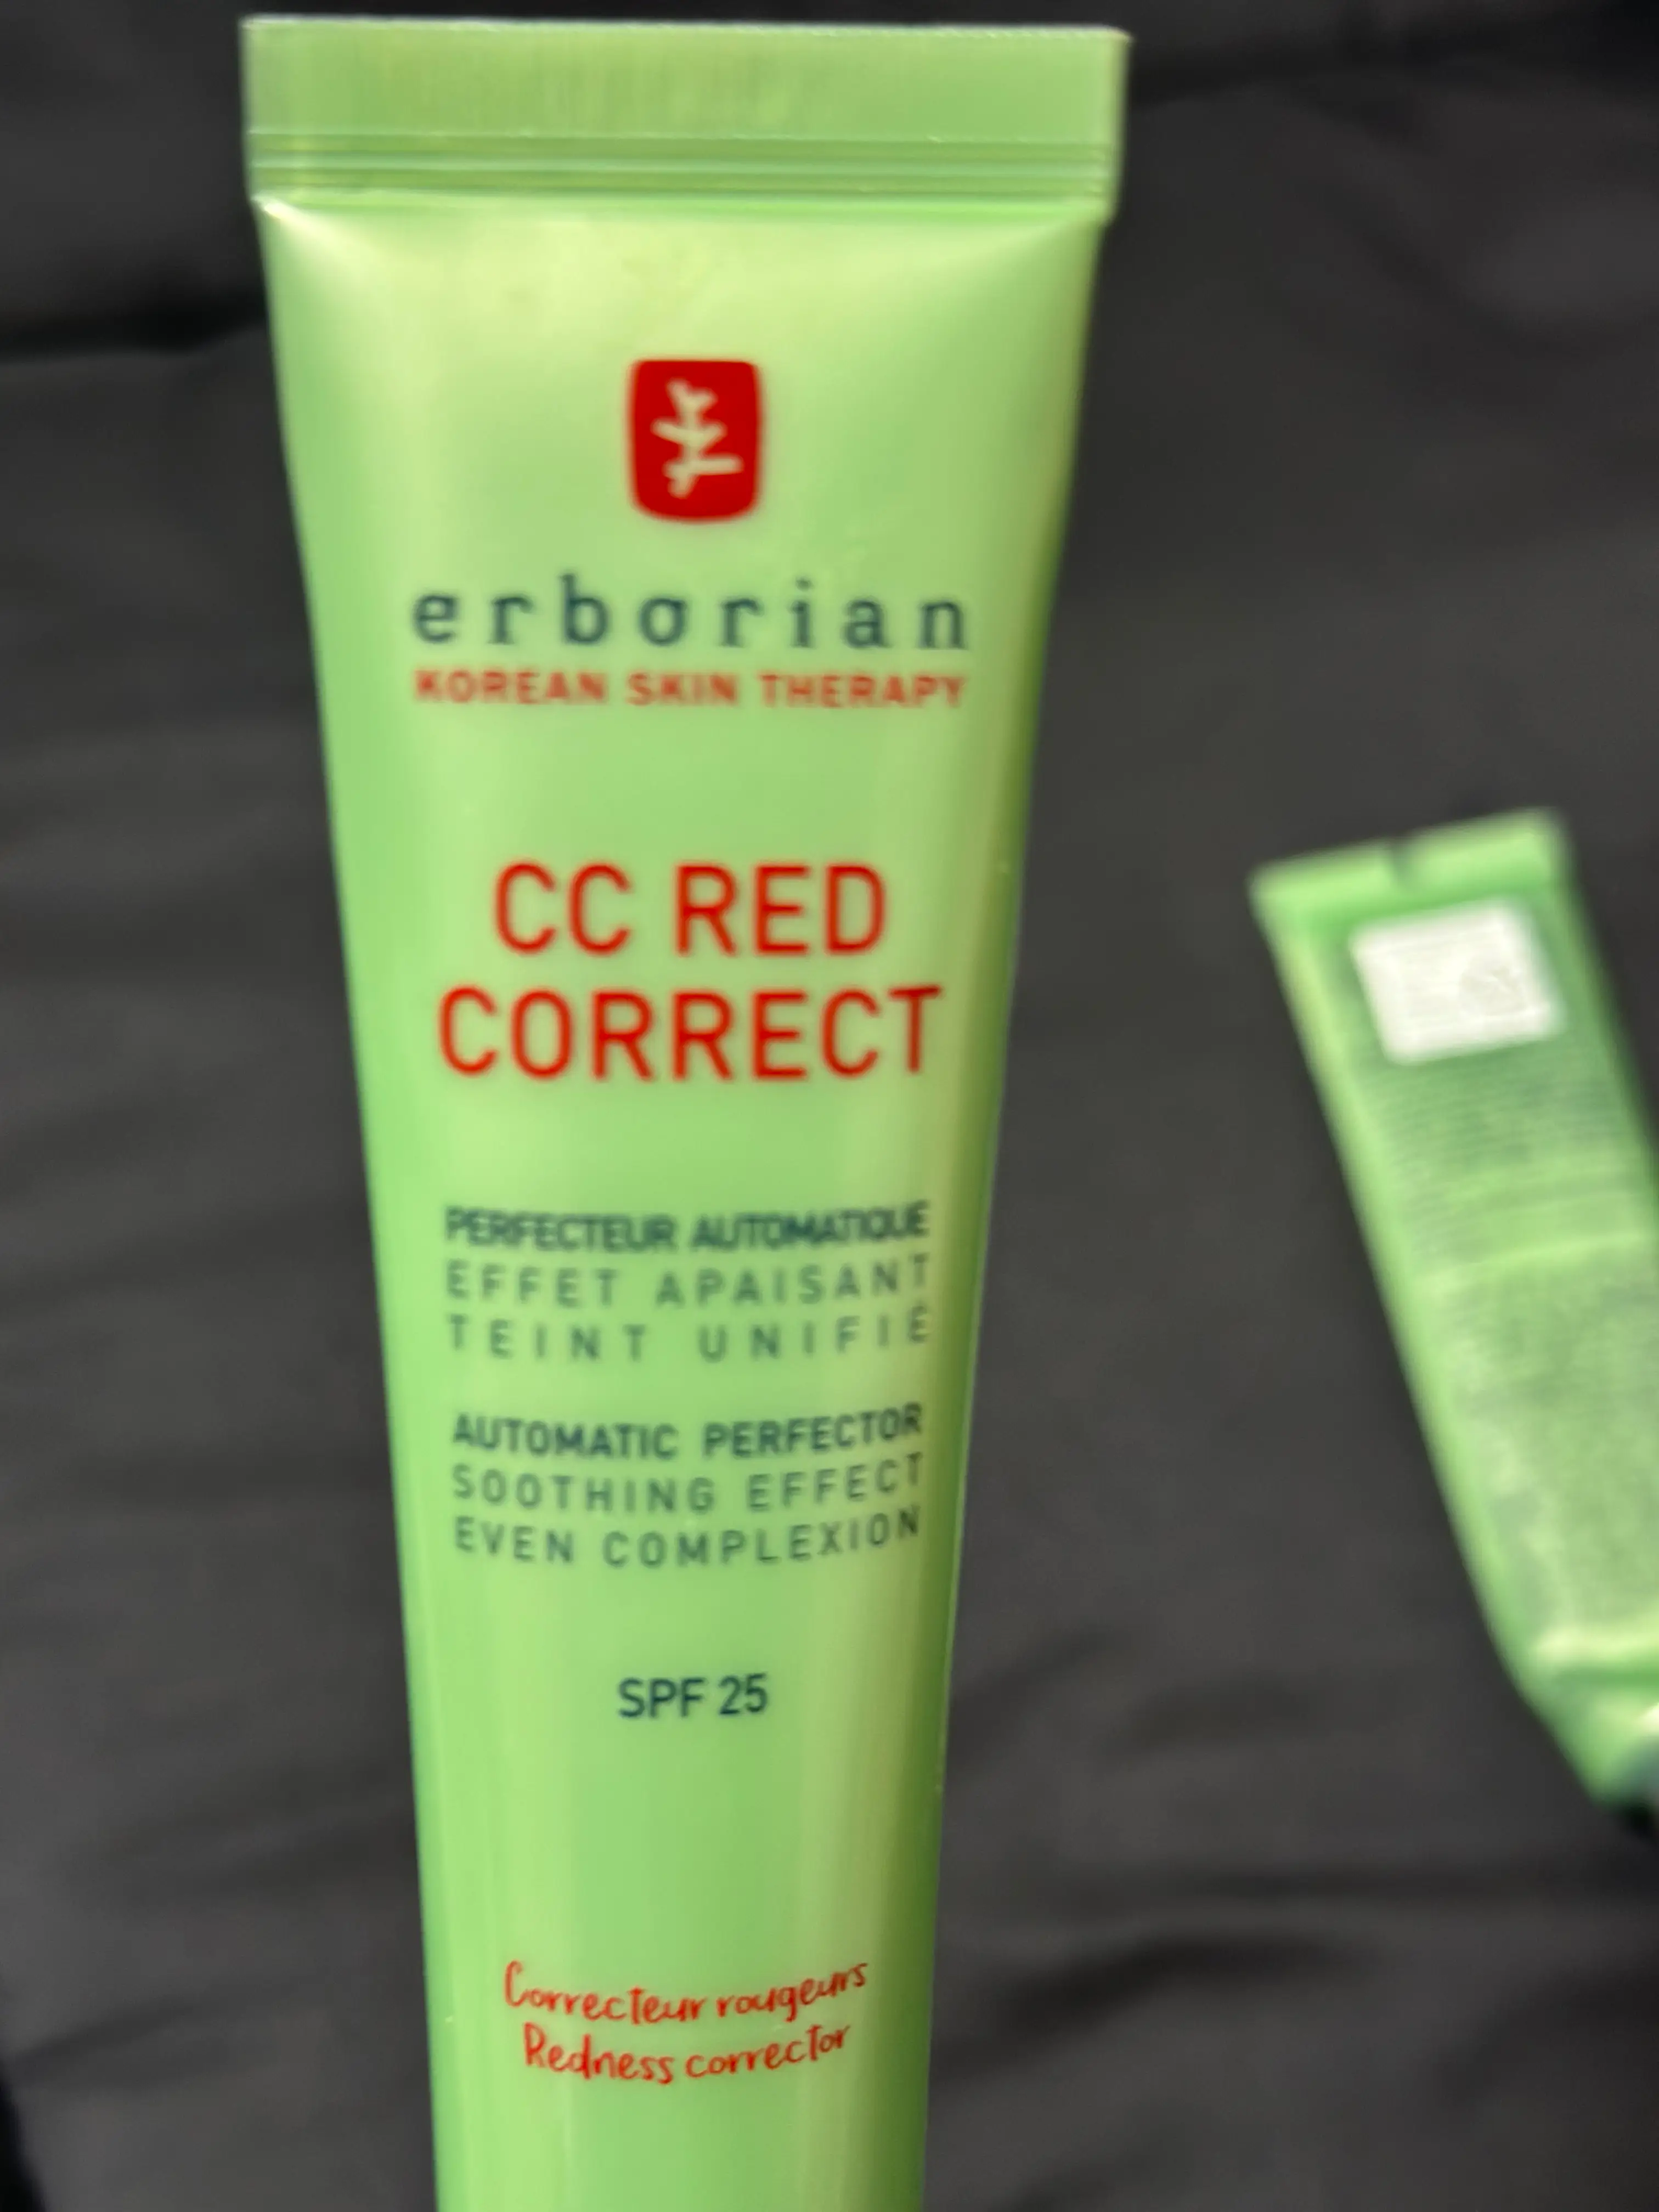 erborian
KOREAN SKIN THERAPY
CC RED
CORRECT
PERFECTEUR AUTOMATIQUE
EFFET APAISANT
TEINT UNIFIÉ
AUTOMATIC PERFECTOR
SOOTHING EFFECT
EVEN COMPLEXION
SPF 25
Correcteur rougeurs
Redness corrector